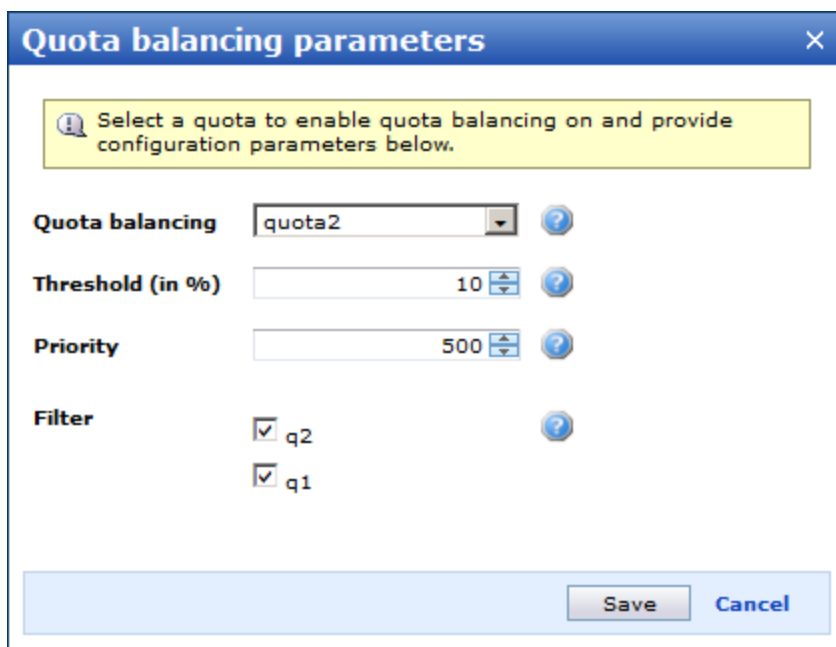 Quota balancing parameters
Select a quota to enable quota balancing on and provide
configuration parameters below.
Quota balancing quota2
Threshold (in %) 10
Priority 500
Filter
q2
q1
Save Cancel